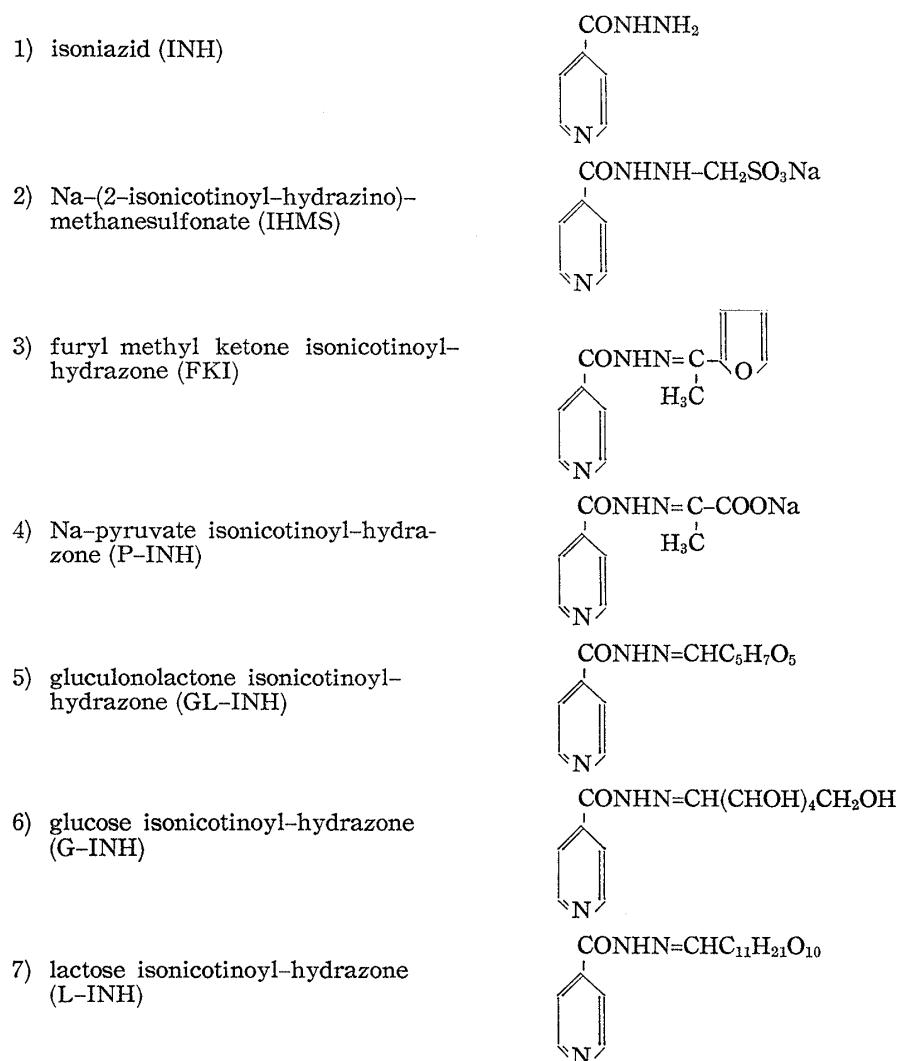 CONHNH₂
1) isoniazid (INH)
N
CONHNH–CH₂SO₃Na
2) Na–(2–isonicotinoyl–hydrazino)–
methanesulfonate (IHMS)
N
3) furyl methyl ketone isonicotinoyl–
hydrazone (FKI)
CONHN=C
O
H₃C
N
CONHN=C–COONa
4) Na–pyruvate isonicotinoyl–hydra-
zone (P–INH)
H₃C
N
CONHN=CHC₅H₇O₅
5) gluculonolactone isonicotinoyl–
hydrazone (GL–INH)
N
CONHN=CH(CHOH)₄CH₂OH
6) glucose isonicotinoyl–hydrazone
(G–INH)
N
CONHN=CHC₁₁H₂₁O₁₀
7) lactose isonicotinoyl–hydrazone
(L–INH)
N